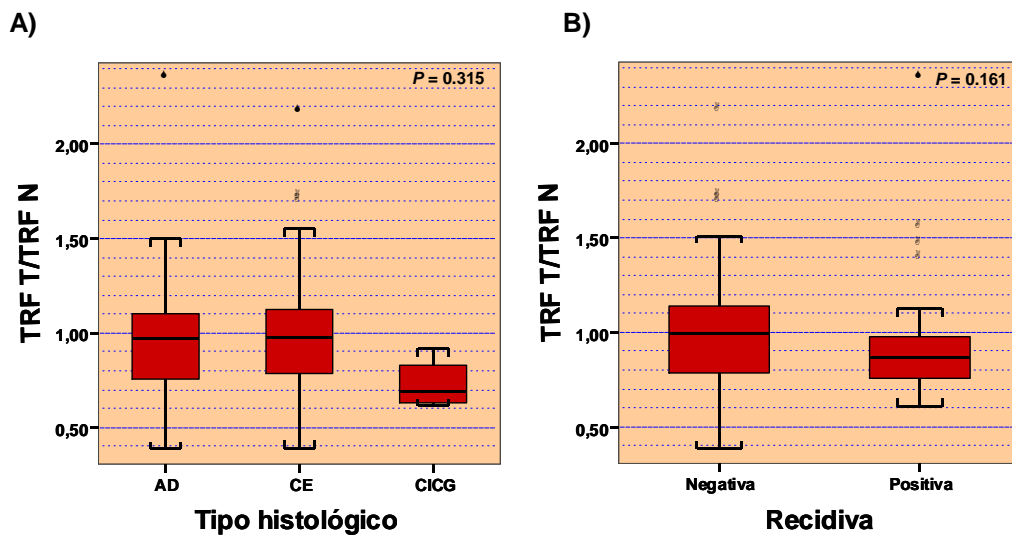 A)
P = 0.315
2,00
1,50
1,00
0,50
TRF T/TRF N
AD
CE
CICG
Tipo histológico
B)
P = 0.161
2,00
1,50
1,00
0,50
TRF T/TRF N
Negativa
Positiva
Recidiva